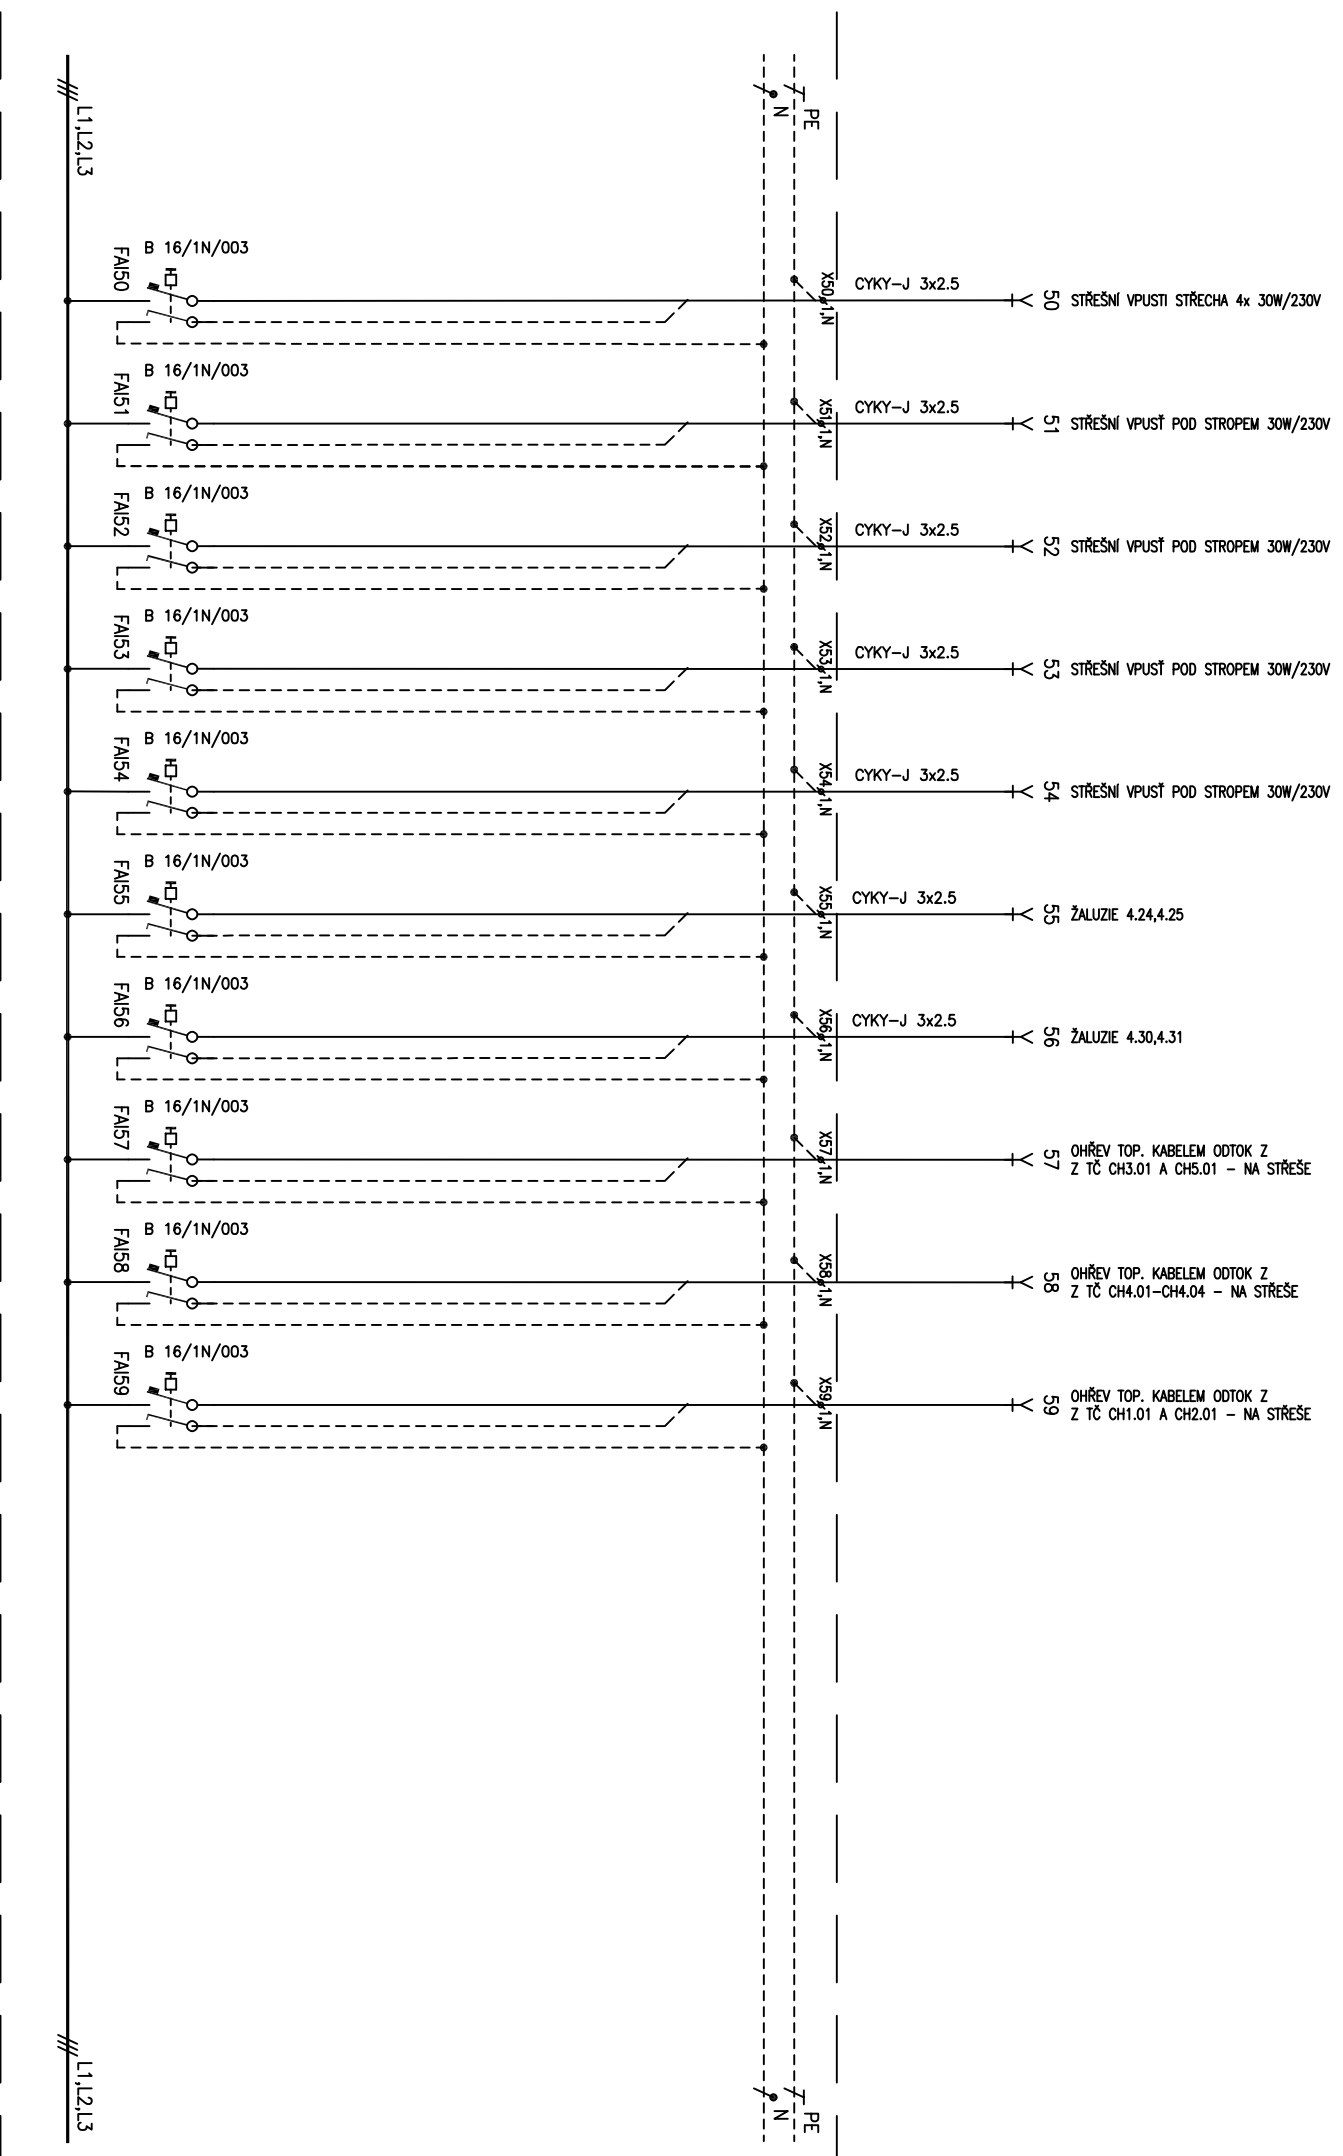 L1,L2,L3
N
PE
FAI50
B 16/1N/003
X50
1,N
CYKY-J 3x2.5
50
STŘEŠNÍ VPUSTI STŘECHA 4x 30W/230V
FAI51
B 16/1N/003
X51
1,N
CYKY-J 3x2.5
51
STŘEŠNÍ VPUSŤ POD STROPEM 30W/230V
FAI52
B 16/1N/003
X52
1,N
CYKY-J 3x2.5
52
STŘEŠNÍ VPUSŤ POD STROPEM 30W/230V
FAI53
B 16/1N/003
X53
1,N
CYKY-J 3x2.5
53
STŘEŠNÍ VPUSŤ POD STROPEM 30W/230V
FAI54
B 16/1N/003
X54
1,N
CYKY-J 3x2.5
54
STŘEŠNÍ VPUSŤ POD STROPEM 30W/230V
FAI55
B 16/1N/003
X55
1,N
CYKY-J 3x2.5
55
ŽALUZIE 4.24,4.25
FAI56
B 16/1N/003
X56
1,N
CYKY-J 3x2.5
56
ŽALUZIE 4.30,4.31
FAI57
B 16/1N/003
X57
1,N
57
OHŘEV TOP. KABELEM ODTOK Z
Z TČ CH3.01 A CH5.01 - NA STŘEŠE
FAI58
B 16/1N/003
X58
1,N
58
OHŘEV TOP. KABELEM ODTOK Z
Z TČ CH4.01-CH4.04 - NA STŘEŠE
FAI59
B 16/1N/003
X59
1,N
59
OHŘEV TOP. KABELEM ODTOK Z
Z TČ CH1.01 A CH2.01 - NA STŘEŠE
L1,L2,L3
N
PE